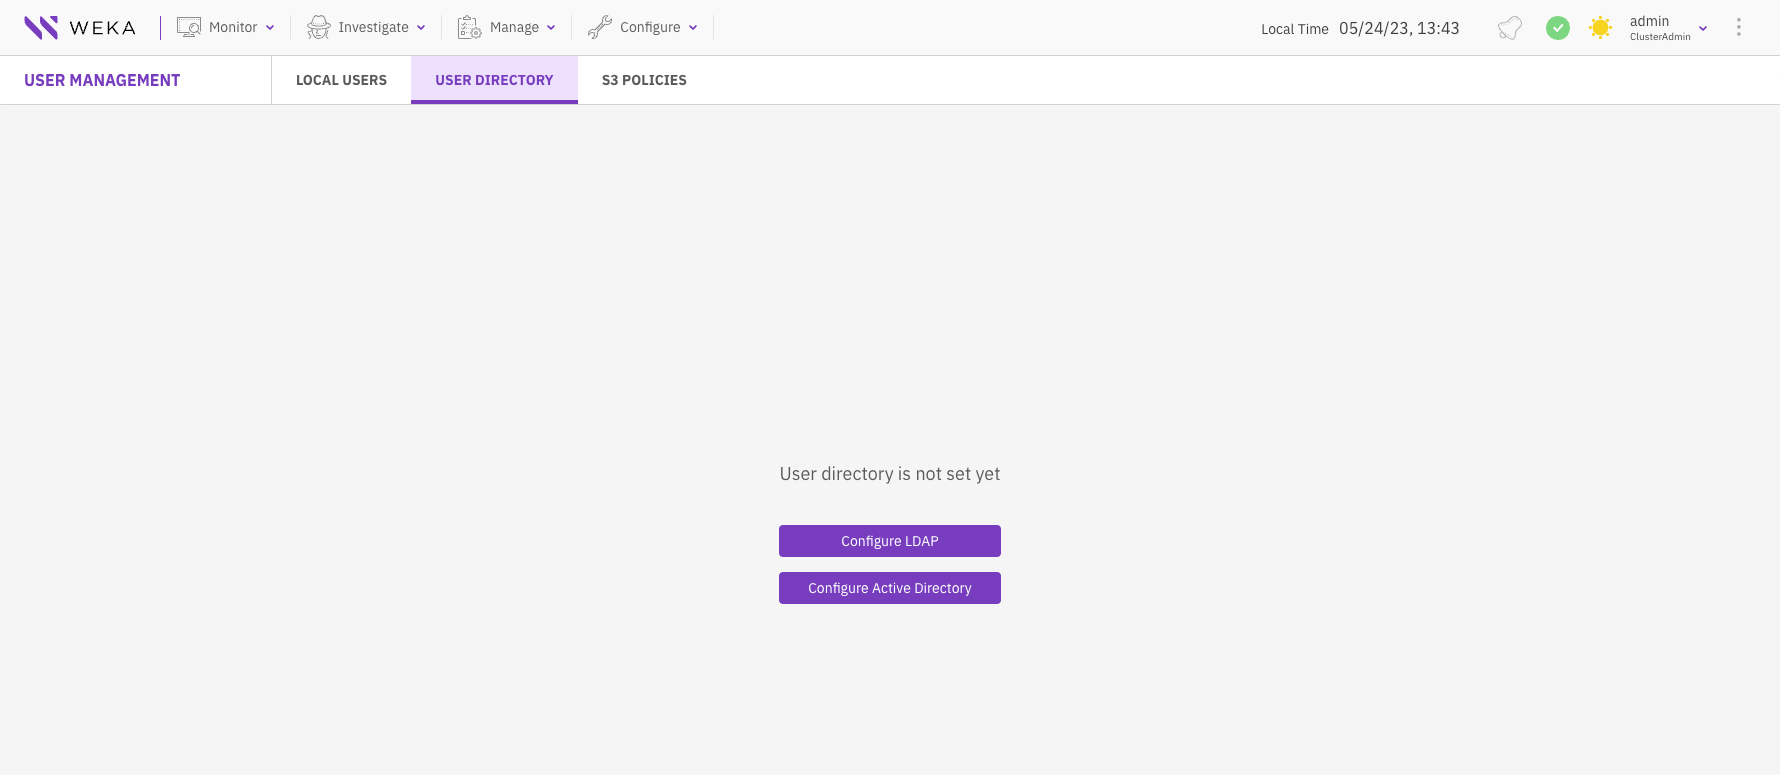 WEKA
Monitor
Investigate
Manage
Configure
Local Time 05/24/23, 13:43
admin
ClusterAdmin
USER MANAGEMENT
LOCAL USERS
USER DIRECTORY
S3 POLICIES
User directory is not set yet
Configure LDAP
Configure Active Directory